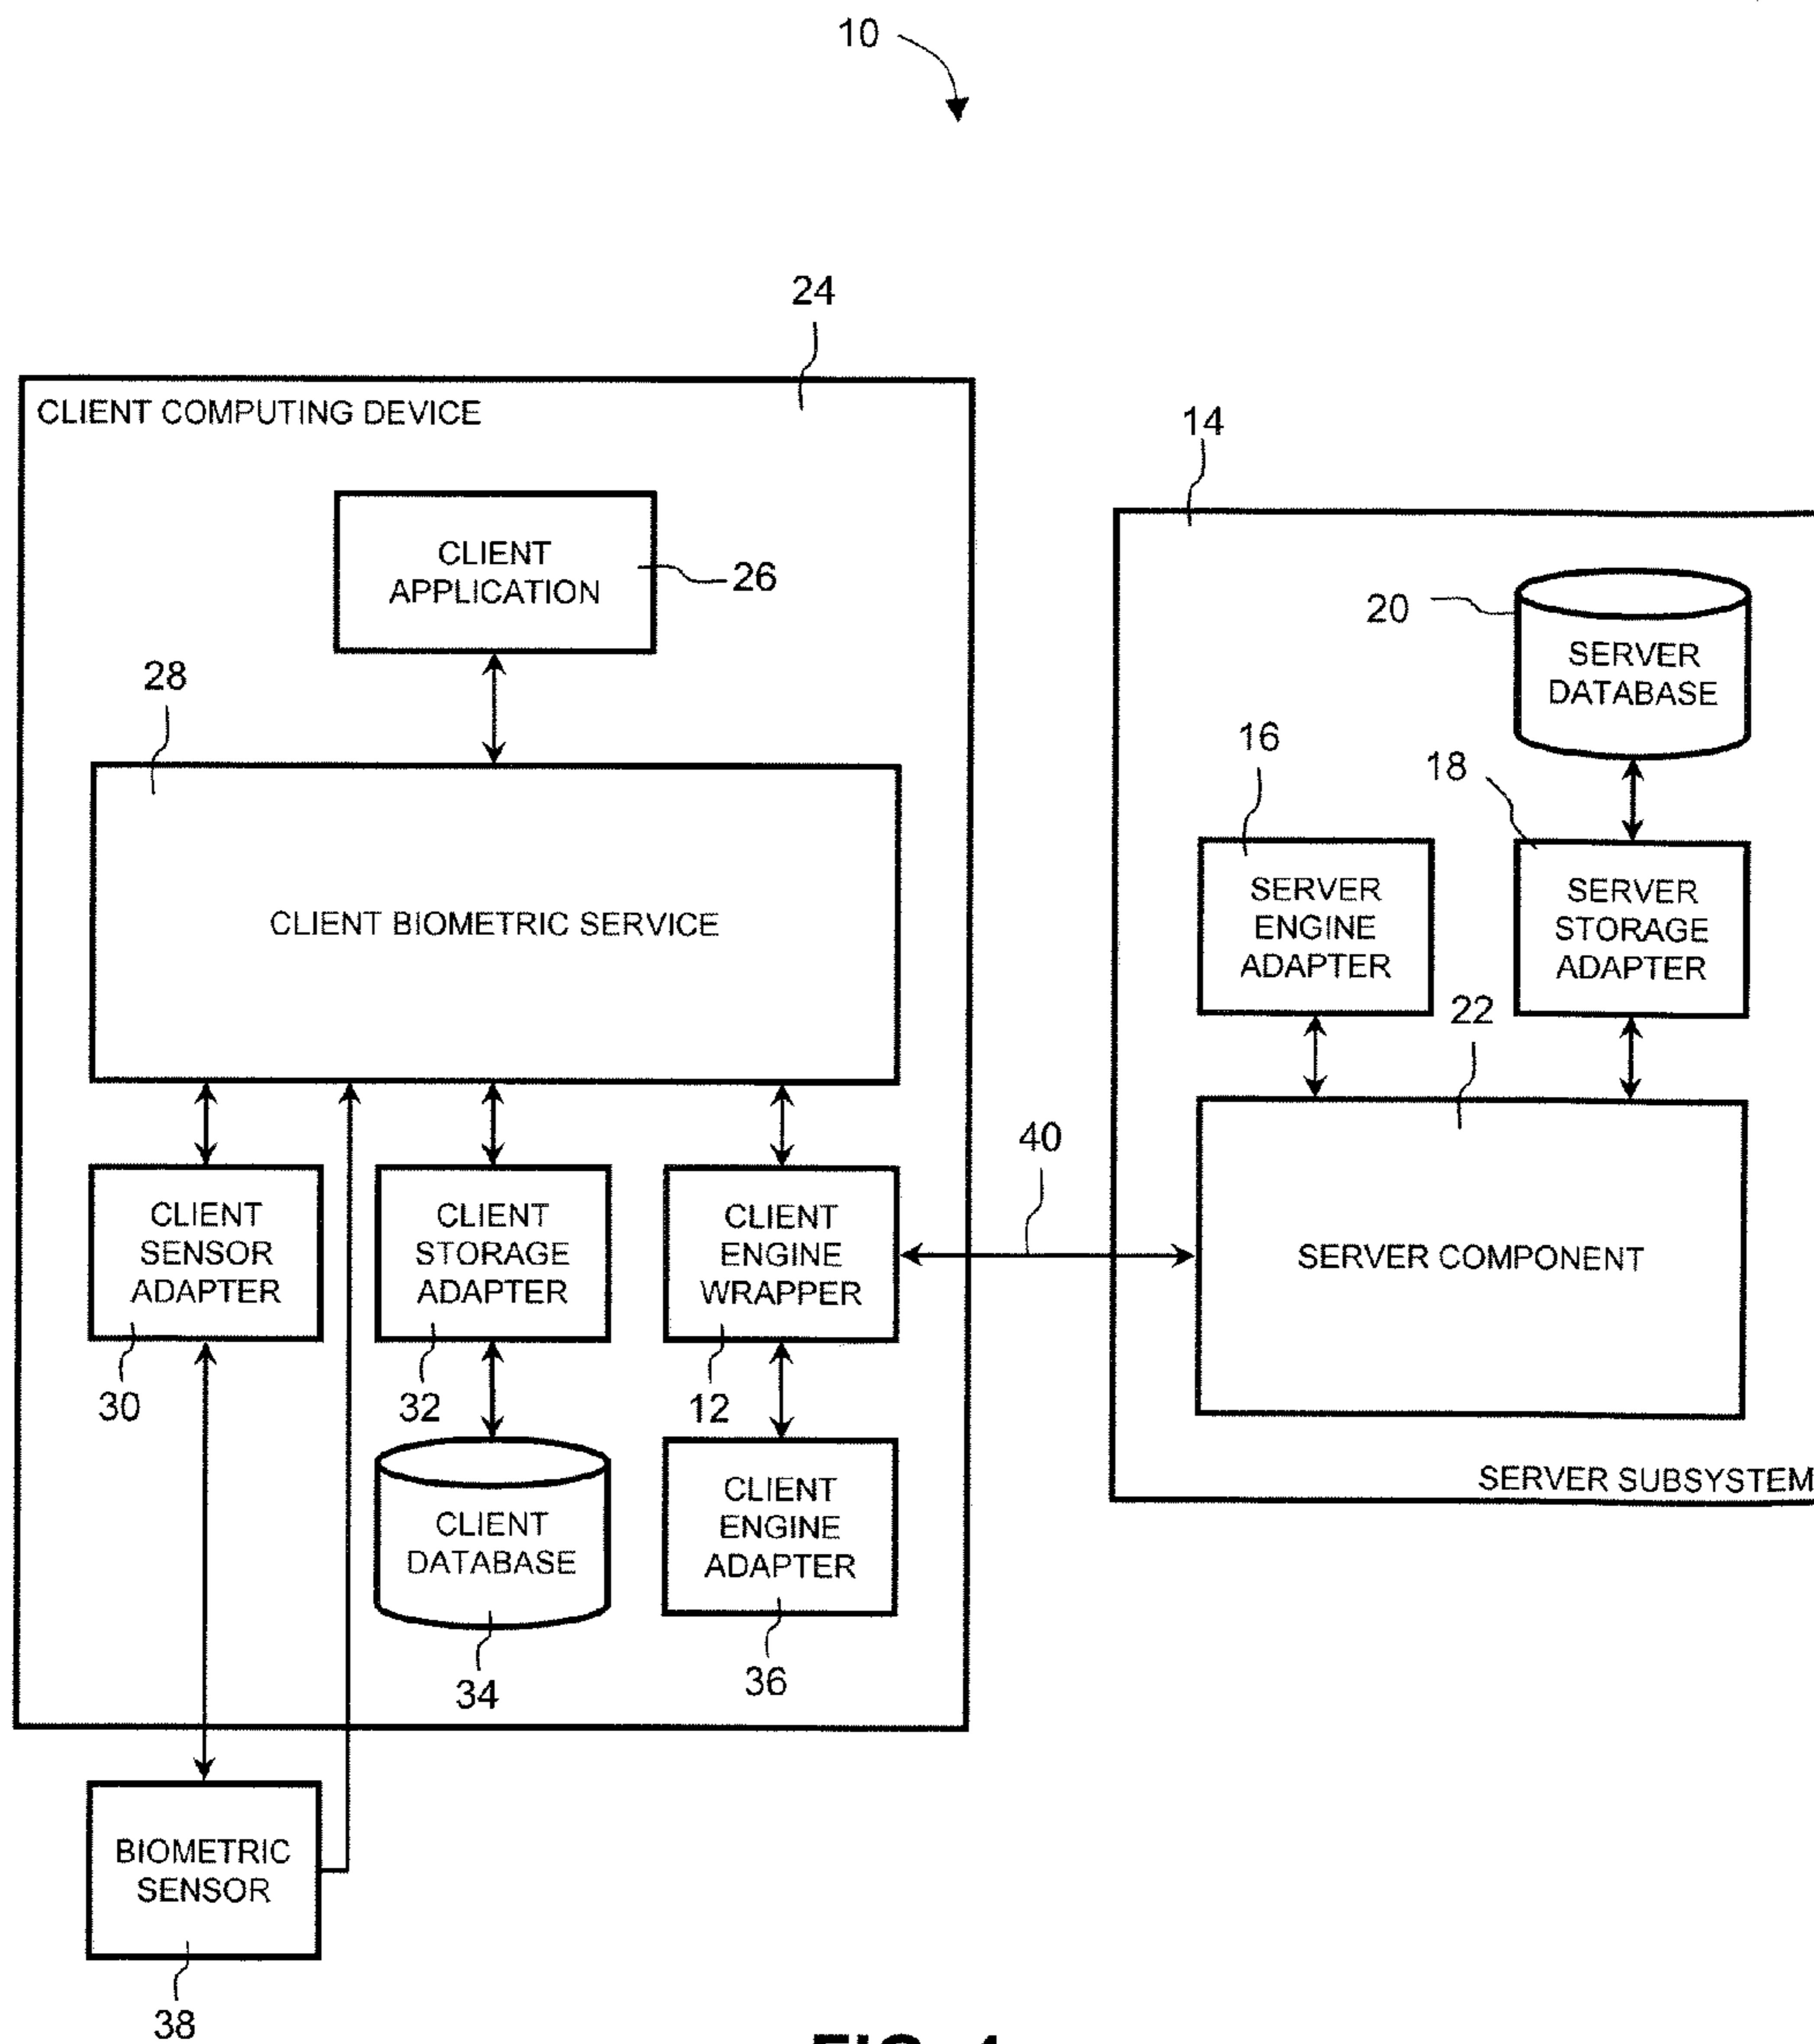 10
24
CLIENT COMPUTING DEVICE
14
CLIENT
APPLICATION
26
20
SERVER
DATABASE
28
16
18
CLIENT BIOMETRIC SERVICE
SERVER
ENGINE
ADAPTER
SERVER
STORAGE
ADAPTER
22
40
CLIENT
SENSOR
ADAPTER
CLIENT
STORAGE
ADAPTER
CLIENT
ENGINE
WRAPPER
SERVER COMPONENT
30
32
12
CLIENT
DATABASE
CLIENT
ENGINE
ADAPTER
SERVER SUBSYSTEM
34
36
BIOMETRIC
SENSOR
38